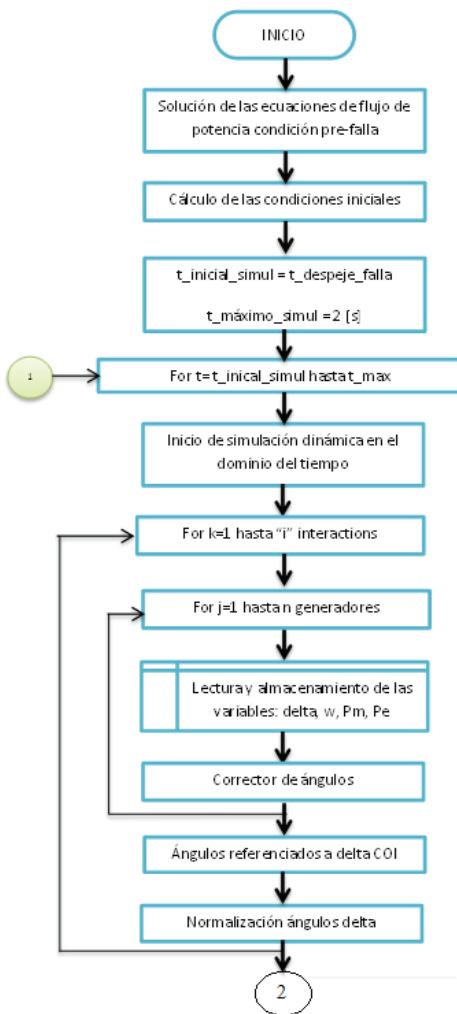 INICIO
Solución de las ecuaciones de flujo de
potencia condición pre-falla
Cálculo de las condiciones iniciales
t_inicial_simul = t_despeje_falla
t_máximo_simul =2 [s]
1
For t=t_inical_simul hasta t_max
Inicio de simulación dinámica en el
dominio del tiempo
For k=1 hasta "i" interactions
For j=1 hasta n generadores
Lectura y almacenamiento de las
variables: delta, w, Pm, Pe
Corrector de ángulos
Ángulos referenciados a delta COI
Normalización ángulos delta
2